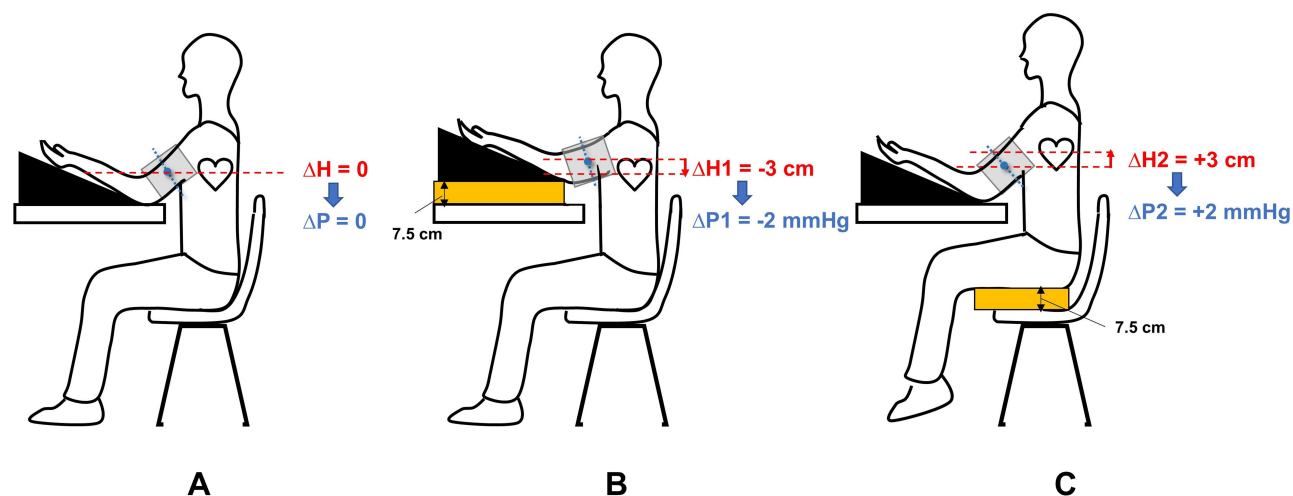 ΔH = 0
ΔP = 0
A
7.5 cm
ΔH1 = -3 cm
ΔP1 = -2 mmHg
B
ΔH2 = +3 cm
ΔP2 = +2 mmHg
7.5 cm
C